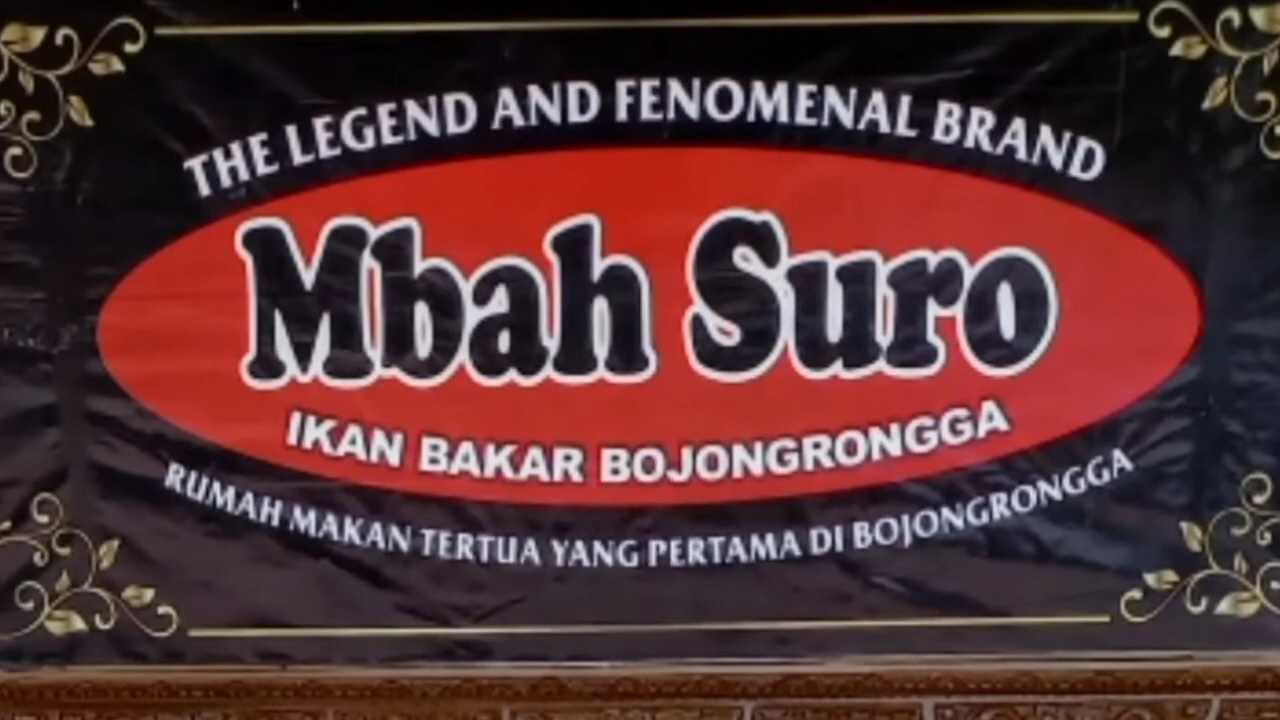 THE LEGEND AND FENOMENAL BRAND
Mbah Suro
IKAN BAKAR BOJONGRONGGA
RUMAH MAKAN TERTUA YANG PERTAMA DI BOJONGRONGGA